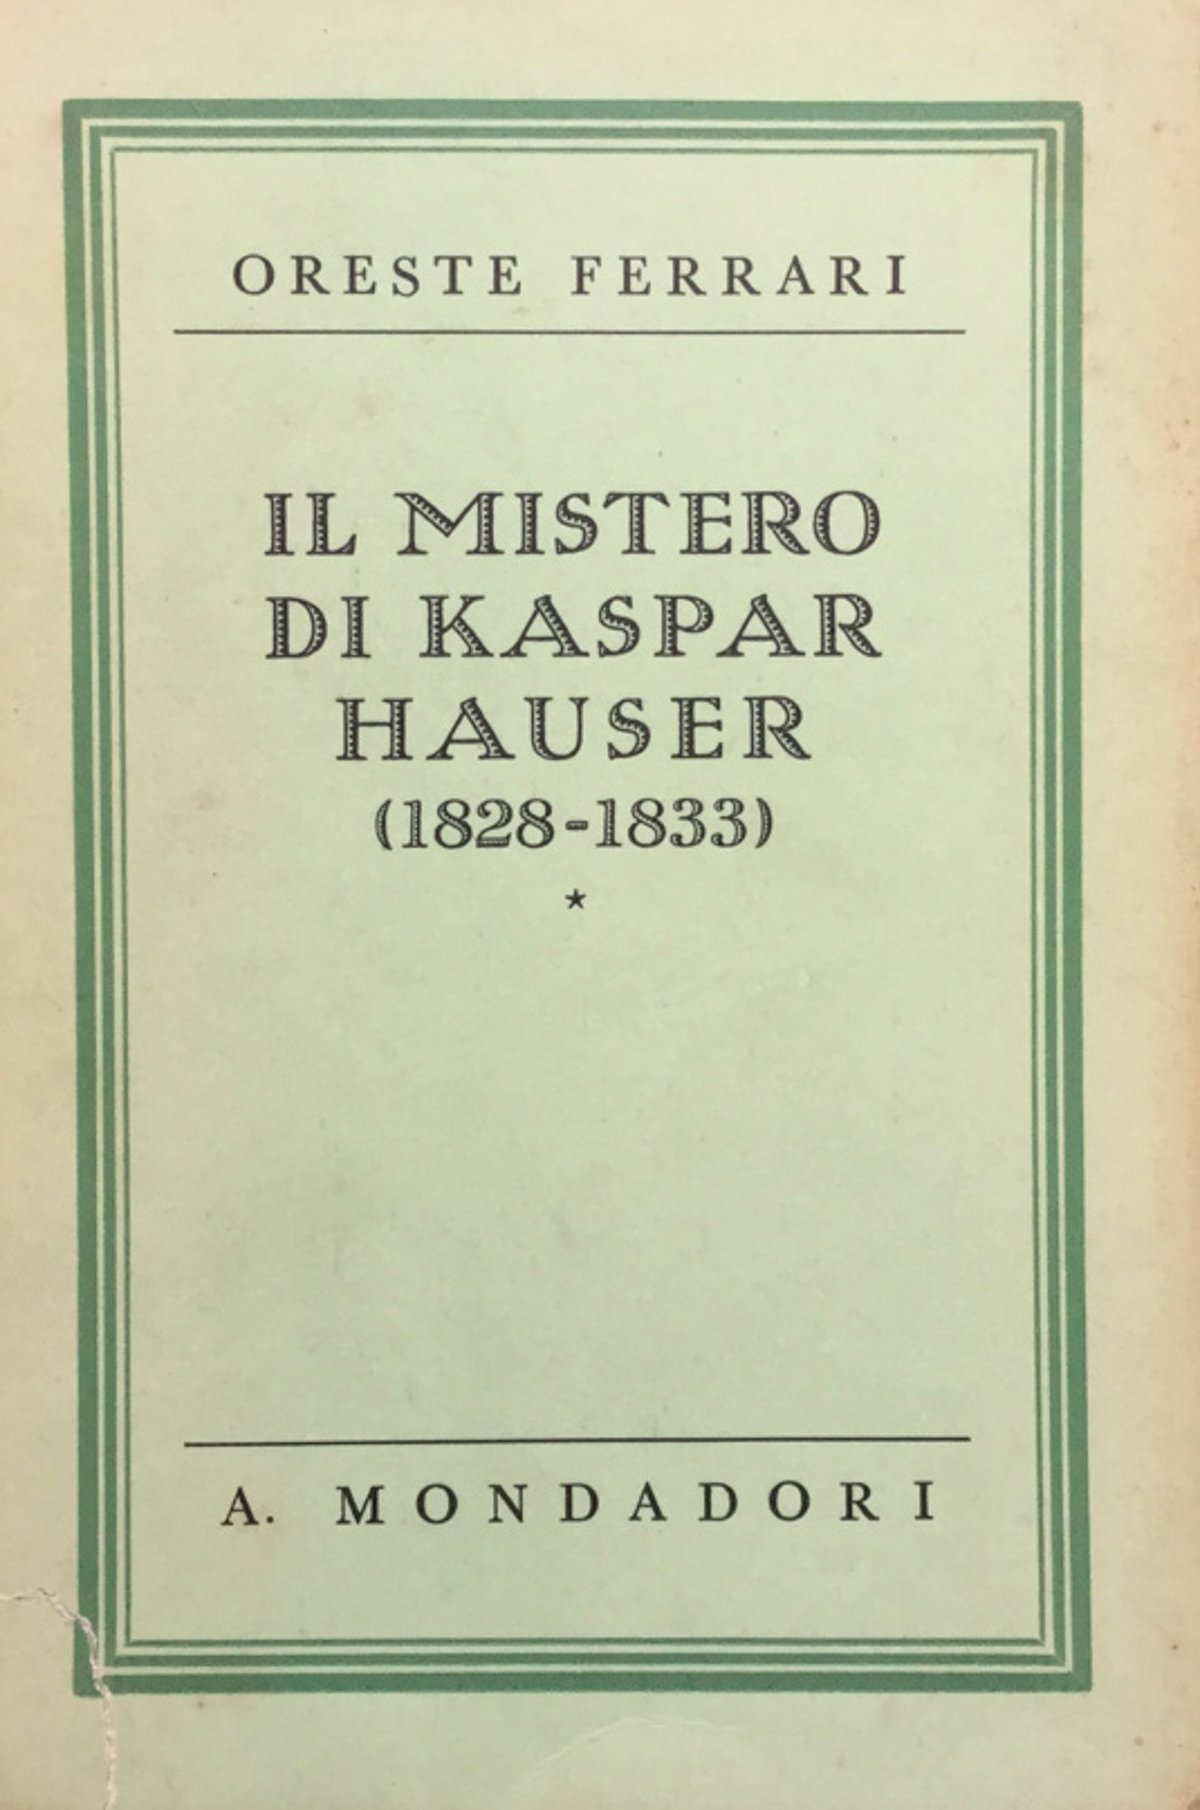 ORESTE FERRARI
IL MISTERO
DI KASPAR
HAUSER
(1828-1833)
*
A. MONDADORI